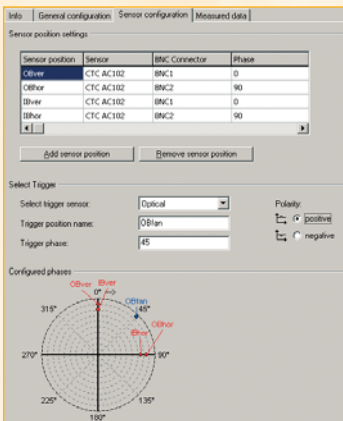 Info General configuration Sensor configuration Measured data
Sensor position settings
Sensor position Sensor BNC Connector Phase
OBver CTC AC102 BNC1 0
OBhor CTC AC102 BNC2 90
IBver CTC AC102 BNC1 0
IBhor CTC AC102 BNC2 90
Add sensor position Remove sensor position
Select Trigger
Select trigger sensor: Optical Polarity:
positive
Trigger position name: OBfan
negative
Trigger phase: 45
Configured phases
OBver IBver
0° -->
315° OBfan 45°
OBhor
IBhor
270° 90°
225° 135°
180°